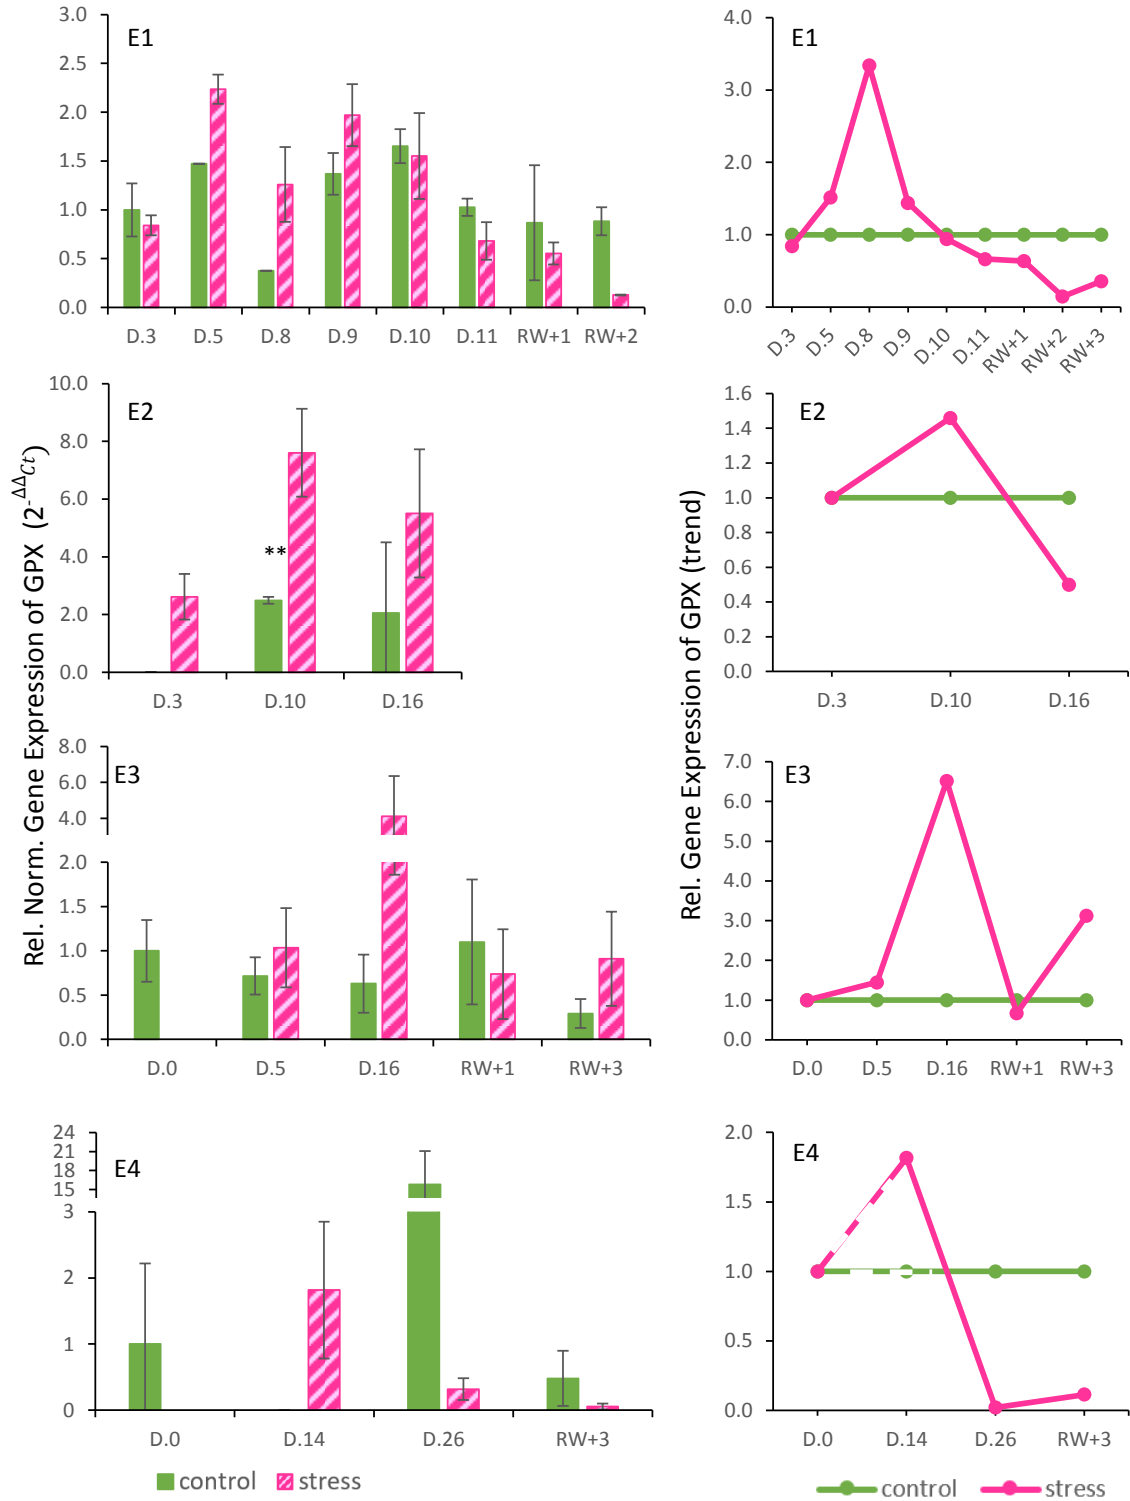 Rel. Norm. Gene Expression of GPX (2^-ΔΔCt)
E1
3.0
2.5
2.0
1.5
1.0
0.5
0.0
D.3 D.5 D.8 D.9 D.10 D.11 RW+1 RW+2
E2
10.0
8.0
6.0
4.0
2.0
0.0
**
D.3 D.10 D.16
E3
8.0
6.0
4.0
2.0
1.5
1.0
0.5
0.0
D.0 D.5 D.16 RW+1 RW+3
E4
24
21
18
15
3
2
1
0
D.0 D.14 D.26 RW+3
control stress
Rel. Gene Expression of GPX (trend)
E1
4.0
3.0
2.0
1.0
0.0
D.3 D.5 D.8 D.9 D.10 D.11 RW+1 RW+2 RW+3
E2
1.6
1.4
1.2
1.0
0.8
0.6
0.4
0.2
0.0
D.3 D.10 D.16
E3
7.0
6.0
5.0
4.0
3.0
2.0
1.0
0.0
D.0 D.5 D.16 RW+1 RW+3
E4
2.0
1.5
1.0
0.5
0.0
D.0 D.14 D.26 RW+3
control stress